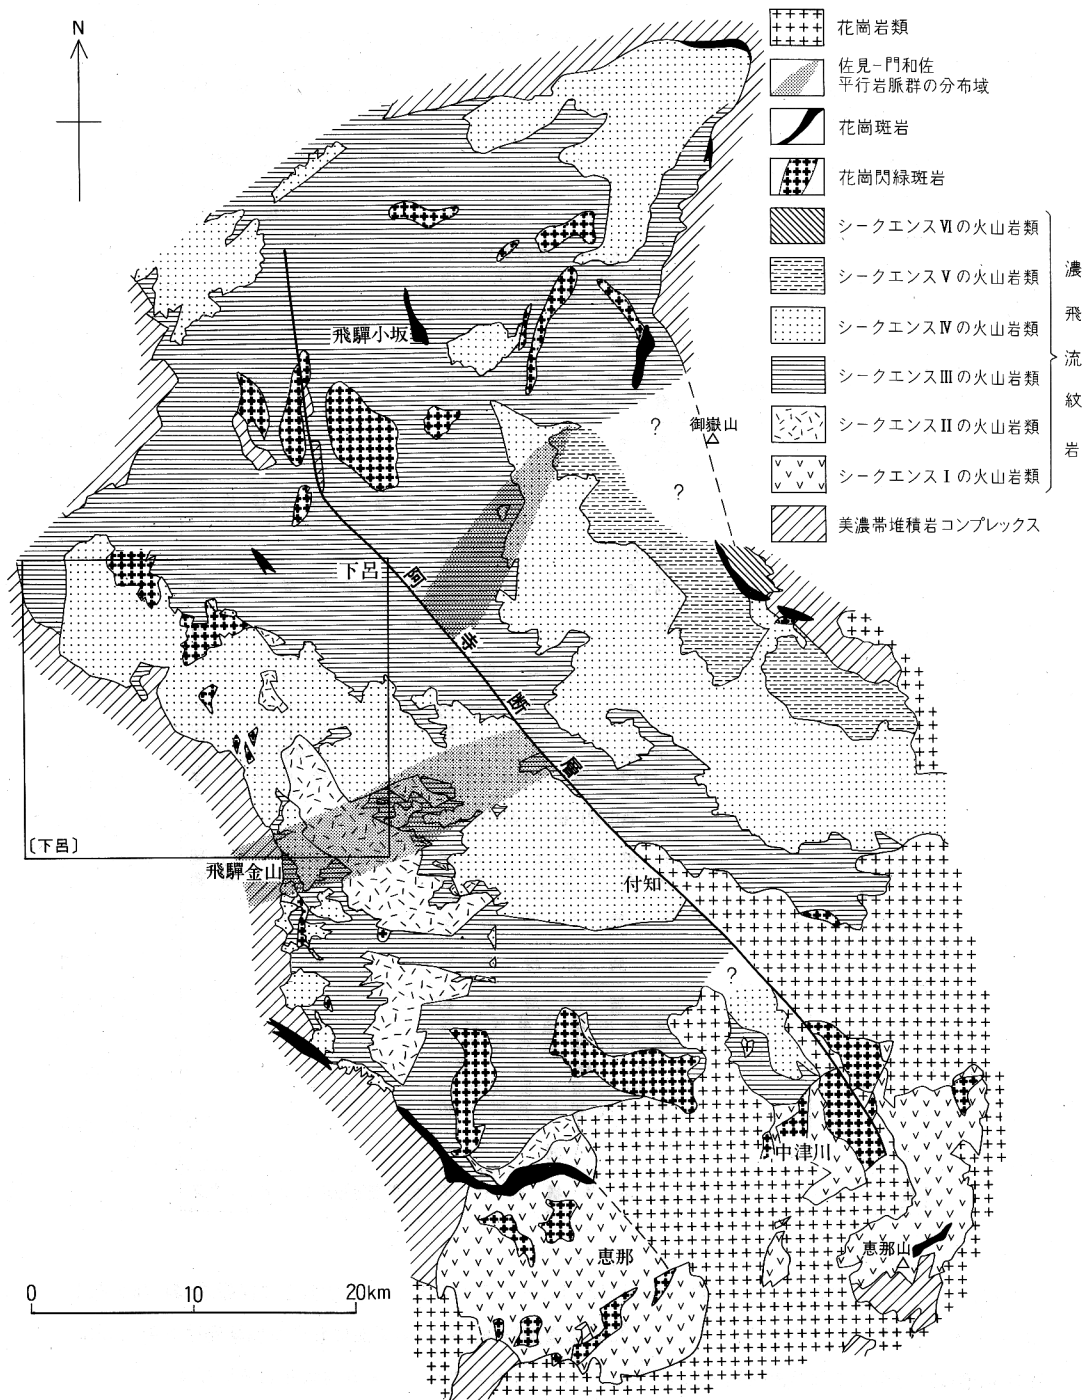 N
花崗岩類
佐見-門和佐
平行岩脈群の分布域
花崗斑岩
花崗閃緑斑岩
シークエンスⅥの火山岩類
シークエンスⅤの火山岩類
シークエンスⅣの火山岩類
シークエンスⅢの火山岩類
シークエンスⅡの火山岩類
シークエンスⅠの火山岩類
美濃帯堆積岩コンプレックス
濃飛流紋岩
飛驒小坂
?
御嶽山
?
下呂
阿寺断層
〔下呂〕
飛驒金山
付知
?
中津川
恵那
恵那山
0 10 20km